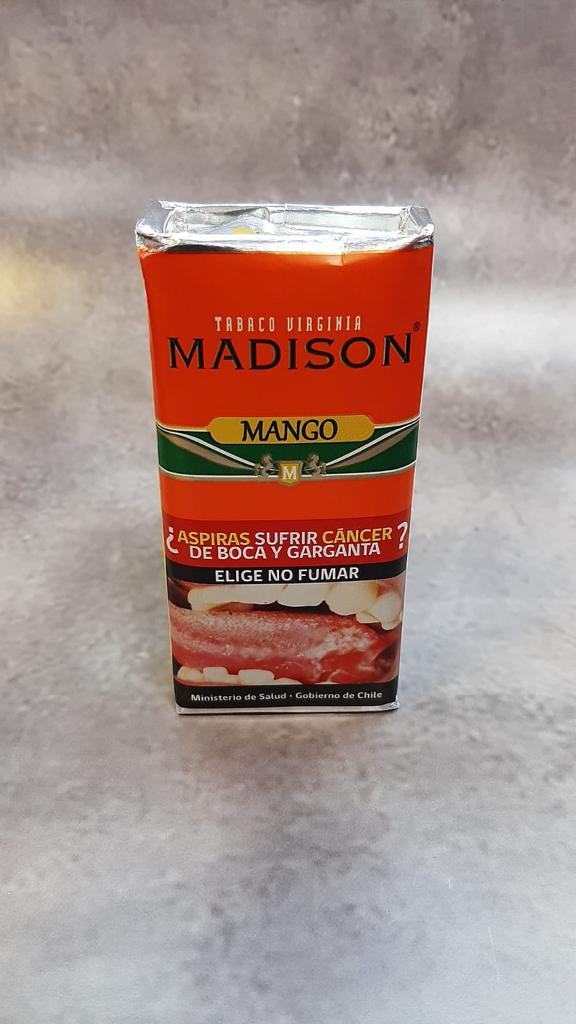 TABACO VIRGINIA
MADISON®
MANGO
M
¿ASPIRAS SUFRIR CÁNCER
DE BOCA Y GARGANTA?
ELIGE NO FUMAR
Ministerio de Salud · Gobierno de Chile